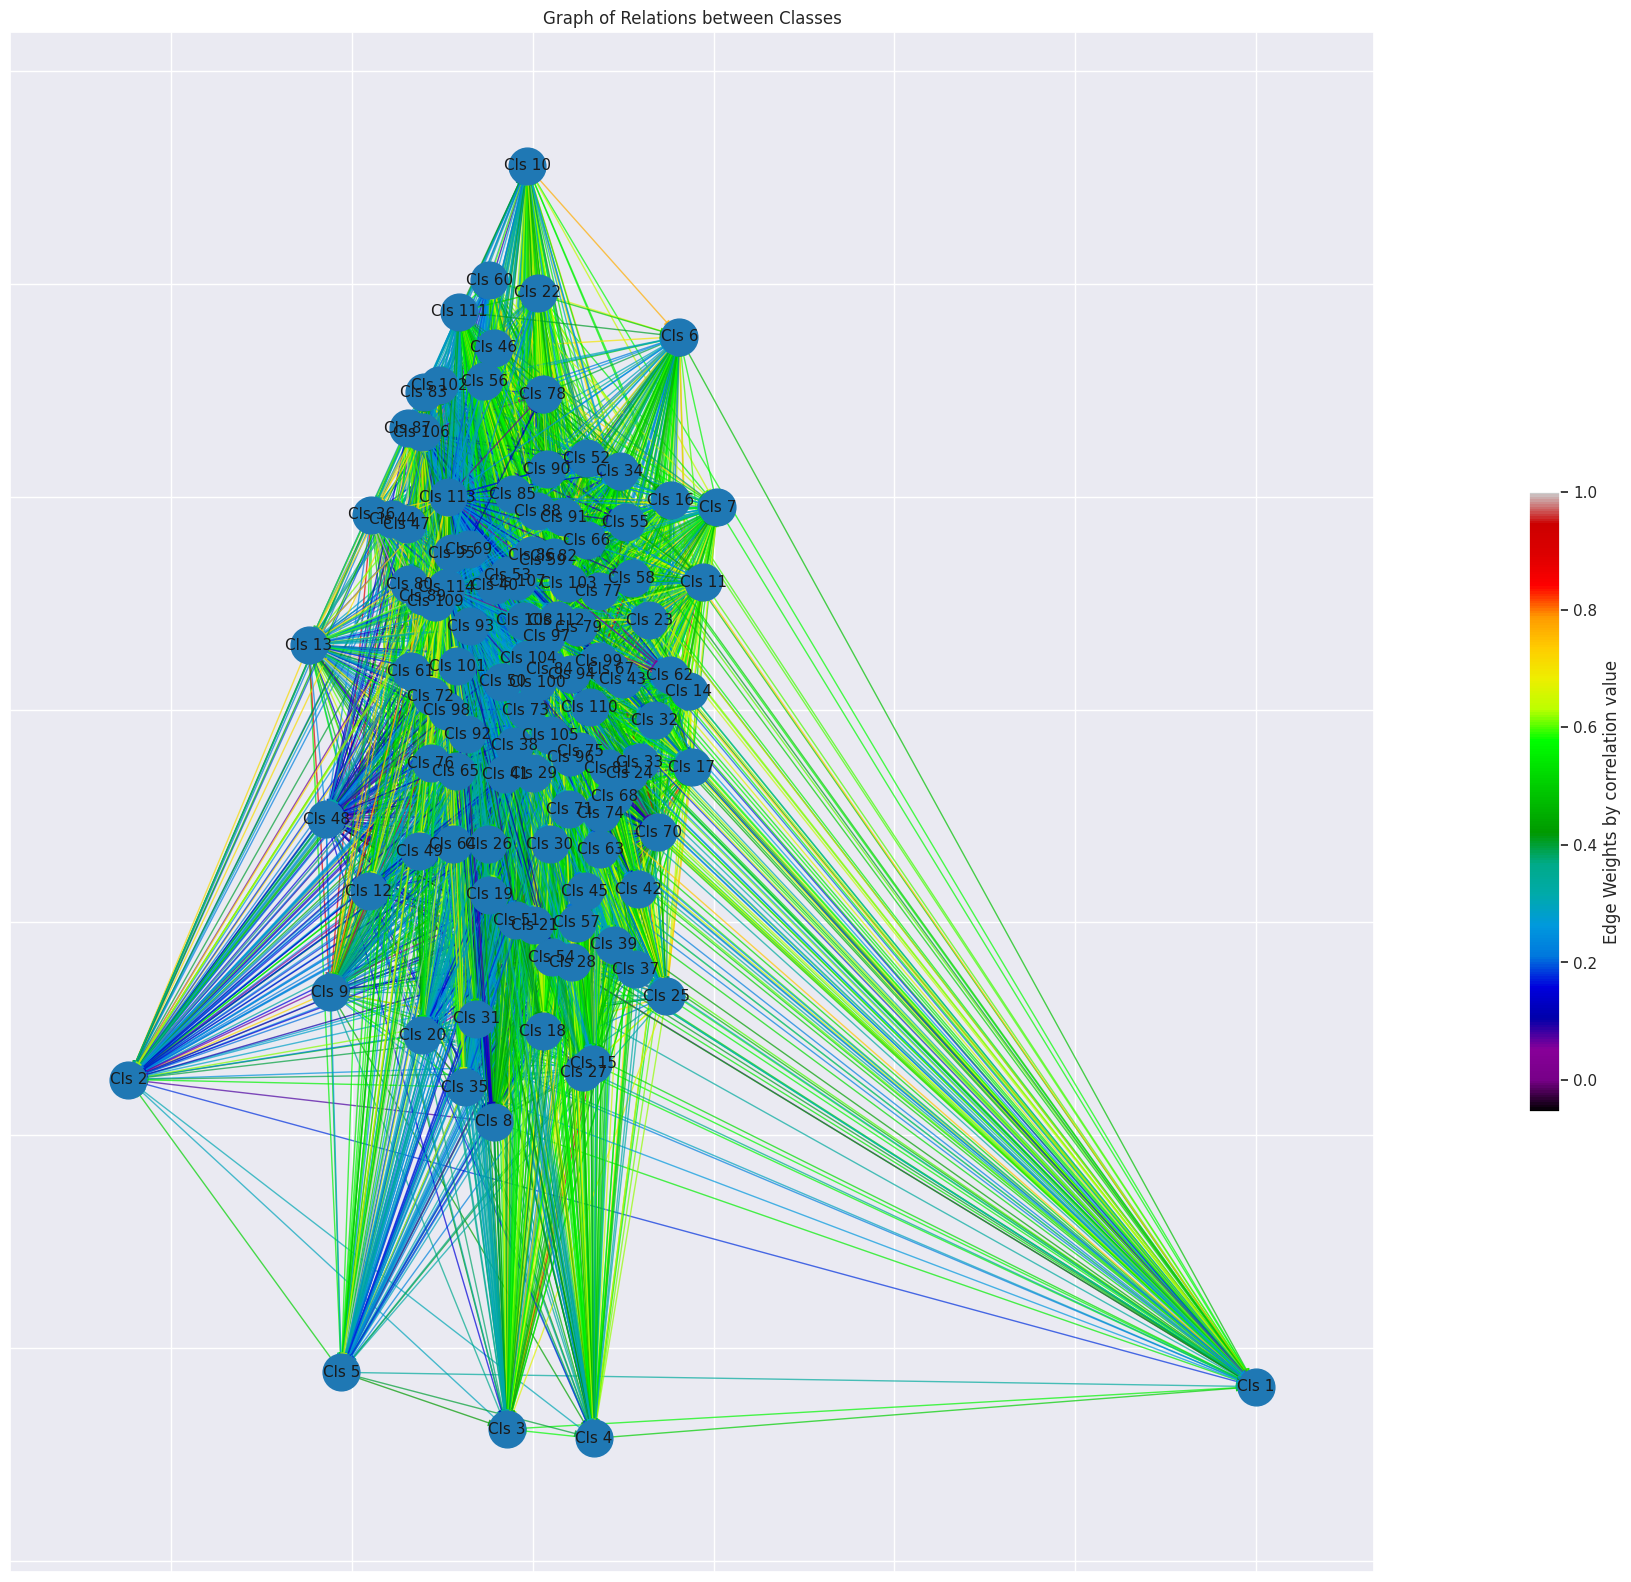 Graph of Relations between Classes
Cls 10
Cls 60
Cls 22
Cls 111
Cls 6
Cls 46
Cls 56
Cls 102
Cls 83
Cls 78
Cls 87
Cls 106
Cls 52
Cls 90
Cls 34
Cls 113
Cls 85
Cls 16
Cls 7
Cls 36
Cls 44
Cls 47
Cls 88
Cls 91
Cls 55
Cls 66
Cls 69
Cls 95
Cls 86
Cls 82
Cls 59
Cls 53
Cls 58
Cls 11
Cls 80
Cls 114
Cls 40
Cls 107
Cls 103
Cls 77
Cls 89
Cls 109
Cls 93
Cls 108
Cls 112
Cls 79
Cls 23
Cls 97
Cls 13
Cls 104
Cls 99
Cls 61
Cls 101
Cls 84
Cls 67
Cls 94
Cls 62
Cls 50
Cls 100
Cls 43
Cls 14
Cls 72
Cls 98
Cls 73
Cls 110
Cls 32
Cls 92
Cls 105
Cls 38
Cls 75
Cls 96
Cls 76
Cls 65
Cls 41
Cls 29
Cls 81
Cls 33
Cls 24
Cls 17
Cls 68
Cls 71
Cls 74
Cls 48
Cls 70
Cls 49
Cls 64
Cls 26
Cls 30
Cls 63
Cls 12
Cls 19
Cls 45
Cls 42
Cls 51
Cls 21
Cls 57
Cls 39
Cls 54
Cls 28
Cls 37
Cls 9
Cls 25
Cls 31
Cls 20
Cls 18
Cls 15
Cls 27
Cls 2
Cls 35
Cls 8
Cls 5
Cls 1
Cls 3
Cls 4
1.0
0.8
0.6
0.4
0.2
0.0
Edge Weights by correlation value